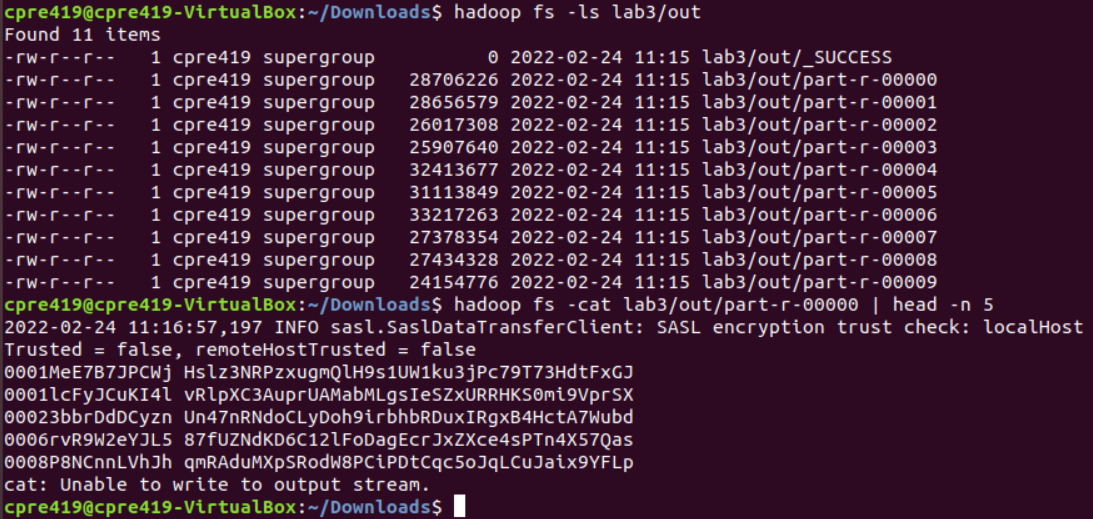 cpre419@cpre419-VirtualBox:~/Downloads$ hadoop fs -ls lab3/out
Found 11 items
-rw-r--r--   1 cpre419 supergroup          0 2022-02-24 11:15 lab3/out/_SUCCESS
-rw-r--r--   1 cpre419 supergroup   28706226 2022-02-24 11:15 lab3/out/part-r-00000
-rw-r--r--   1 cpre419 supergroup   28656579 2022-02-24 11:15 lab3/out/part-r-00001
-rw-r--r--   1 cpre419 supergroup   26017308 2022-02-24 11:15 lab3/out/part-r-00002
-rw-r--r--   1 cpre419 supergroup   25907640 2022-02-24 11:15 lab3/out/part-r-00003
-rw-r--r--   1 cpre419 supergroup   32413677 2022-02-24 11:15 lab3/out/part-r-00004
-rw-r--r--   1 cpre419 supergroup   31113849 2022-02-24 11:15 lab3/out/part-r-00005
-rw-r--r--   1 cpre419 supergroup   33217263 2022-02-24 11:15 lab3/out/part-r-00006
-rw-r--r--   1 cpre419 supergroup   27378354 2022-02-24 11:15 lab3/out/part-r-00007
-rw-r--r--   1 cpre419 supergroup   27434328 2022-02-24 11:15 lab3/out/part-r-00008
-rw-r--r--   1 cpre419 supergroup   24154776 2022-02-24 11:15 lab3/out/part-r-00009
cpre419@cpre419-VirtualBox:~/Downloads$ hadoop fs -cat lab3/out/part-r-00000 | head -n 5
2022-02-24 11:16:57,197 INFO sasl.SaslDataTransferClient: SASL encryption trust check: localHost
Trusted = false, remoteHostTrusted = false
0001MeE7B7JPCWj Hslz3NRPzxugmQlH9s1UW1ku3jPc79T73HdtFxGJ
0001lcFyJCuKI4l vRlpXC3AuprUAMabMLgsIeSZxURRHKS0mi9VprSX
00023bbrDdDCyzn Un47nRNdoCLyDoh9irbhbRDuxIRgxB4HctA7Wubd
0006rvR9W2eYJL5 87fUZNdKD6C12lFoDagEcrJxZXce4sPTn4X57Qas
0008P8NCnnLVhJh qmRAduMXpSRodW8PCiPDtCqc5oJqLCuJaix9YFLp
cat: Unable to write to output stream.
cpre419@cpre419-VirtualBox:~/Downloads$